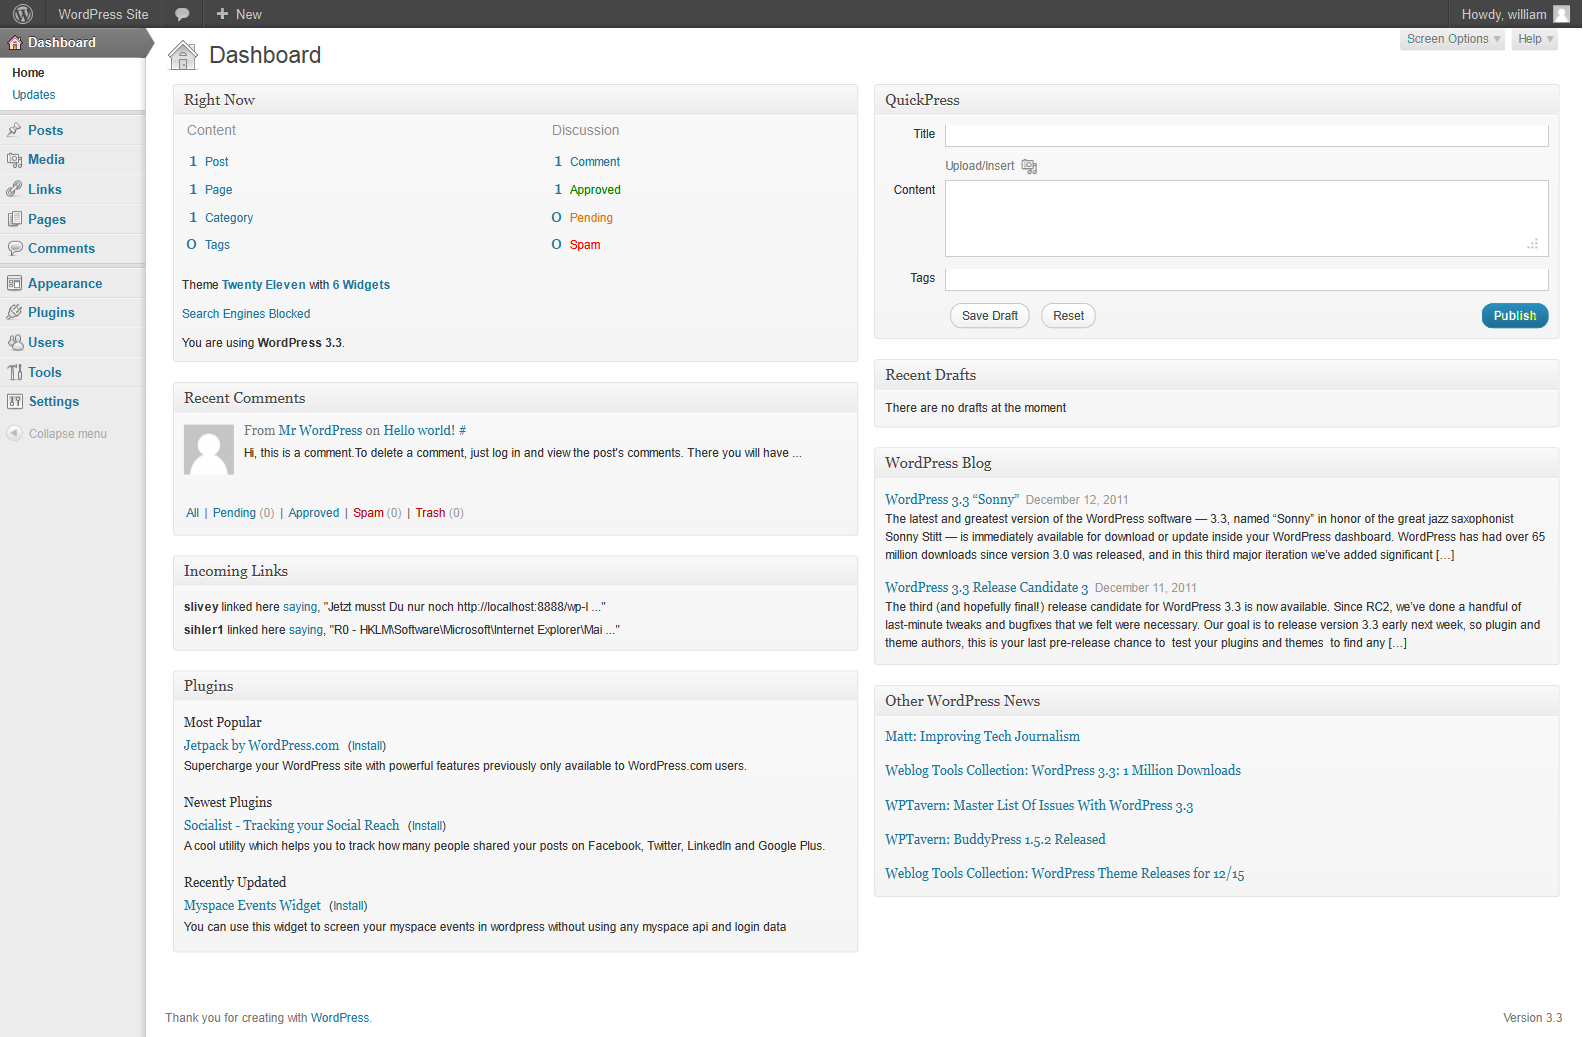 WordPress Site
New
Howdy, william
Dashboard
Home
Updates
Posts
Media
Links
Pages
Comments
Appearance
Plugins
Users
Tools
Settings
Collapse menu
Screen Options
Help
Dashboard
Right Now
Content
Discussion
1 Post
1 Comment
1 Page
1 Approved
1 Category
0 Pending
0 Tags
0 Spam
Theme Twenty Eleven with 6 Widgets
Search Engines Blocked
You are using WordPress 3.3.
Recent Comments
From Mr WordPress on Hello world! #
Hi, this is a comment.To delete a comment, just log in and view the post's comments. There you will have ...
All | Pending (0) | Approved | Spam (0) | Trash (0)
Incoming Links
slivey linked here saying, "Jetzt musst Du nur noch http://localhost:8888/wp-l ..."
sihler1 linked here saying, "R0 - HKLM\Software\Microsoft\Internet Explorer\Mai ..."
Plugins
Most Popular
Jetpack by WordPress.com (Install)
Supercharge your WordPress site with powerful features previously only available to WordPress.com users.
Newest Plugins
Socialist - Tracking your Social Reach (Install)
A cool utility which helps you to track how many people shared your posts on Facebook, Twitter, LinkedIn and Google Plus.
Recently Updated
Myspace Events Widget (Install)
You can use this widget to screen your myspace events in wordpress without using any myspace api and login data
QuickPress
Title
Upload/Insert
Content
Tags
Save Draft
Reset
Publish
Recent Drafts
There are no drafts at the moment
WordPress Blog
WordPress 3.3 “Sonny” December 12, 2011
The latest and greatest version of the WordPress software — 3.3, named “Sonny” in honor of the great jazz saxophonist
Sonny Stitt — is immediately available for download or update inside your WordPress dashboard. WordPress has had over 65
million downloads since version 3.0 was released, and in this third major iteration we’ve added significant [...]
WordPress 3.3 Release Candidate 3 December 11, 2011
The third (and hopefully final!) release candidate for WordPress 3.3 is now available. Since RC2, we’ve done a handful of
last-minute tweaks and bugfixes that we felt were necessary. Our goal is to release version 3.3 early next week, so plugin and
theme authors, this is your last pre-release chance to test your plugins and themes to find any [...]
Other WordPress News
Matt: Improving Tech Journalism
Weblog Tools Collection: WordPress 3.3: 1 Million Downloads
WPTavern: Master List Of Issues With WordPress 3.3
WPTavern: BuddyPress 1.5.2 Released
Weblog Tools Collection: WordPress Theme Releases for 12/15
Thank you for creating with WordPress.
Version 3.3